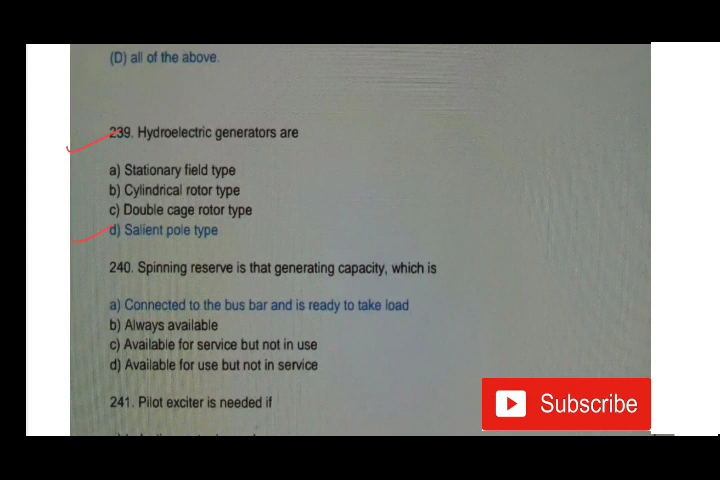 (D) all of the above.
239. Hydroelectric generators are
a) Stationary field type
b) Cylindrical rotor type
c) Double cage rotor type
d) Salient pole type
240. Spinning reserve is that generating capacity, which is
a) Connected to the bus bar and is ready to take load
b) Always available
c) Available for service but not in use
d) Available for use but not in service
241. Pilot exciter is needed if
Subscribe